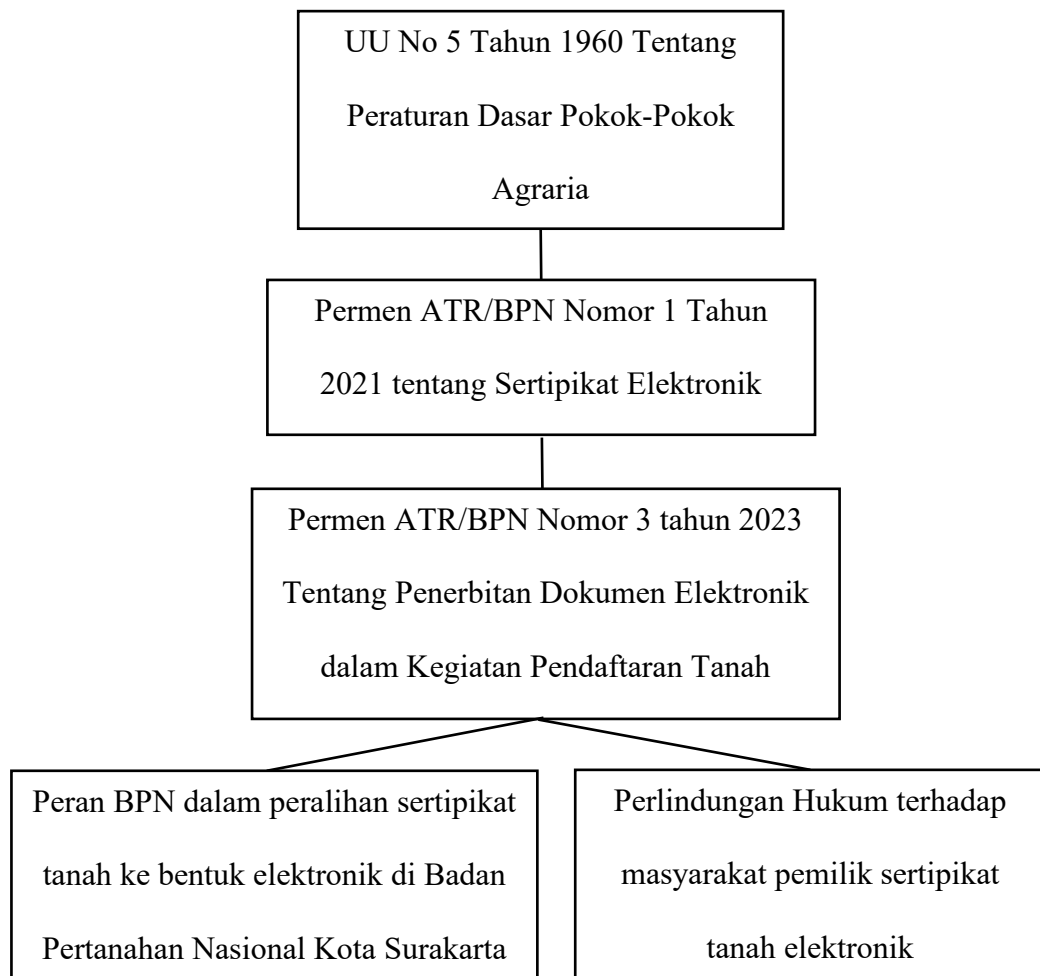 UU No 5 Tahun 1960 Tentang
Peraturan Dasar Pokok-Pokok
Agraria
Permen ATR/BPN Nomor 1 Tahun
2021 tentang Sertipikat Elektronik
Permen ATR/BPN Nomor 3 tahun 2023
Tentang Penerbitan Dokumen Elektronik
dalam Kegiatan Pendaftaran Tanah
Peran BPN dalam peralihan sertipikat
tanah ke bentuk elektronik di Badan
Pertanahan Nasional Kota Surakarta
Perlindungan Hukum terhadap
masyarakat pemilik sertipikat
tanah elektronik